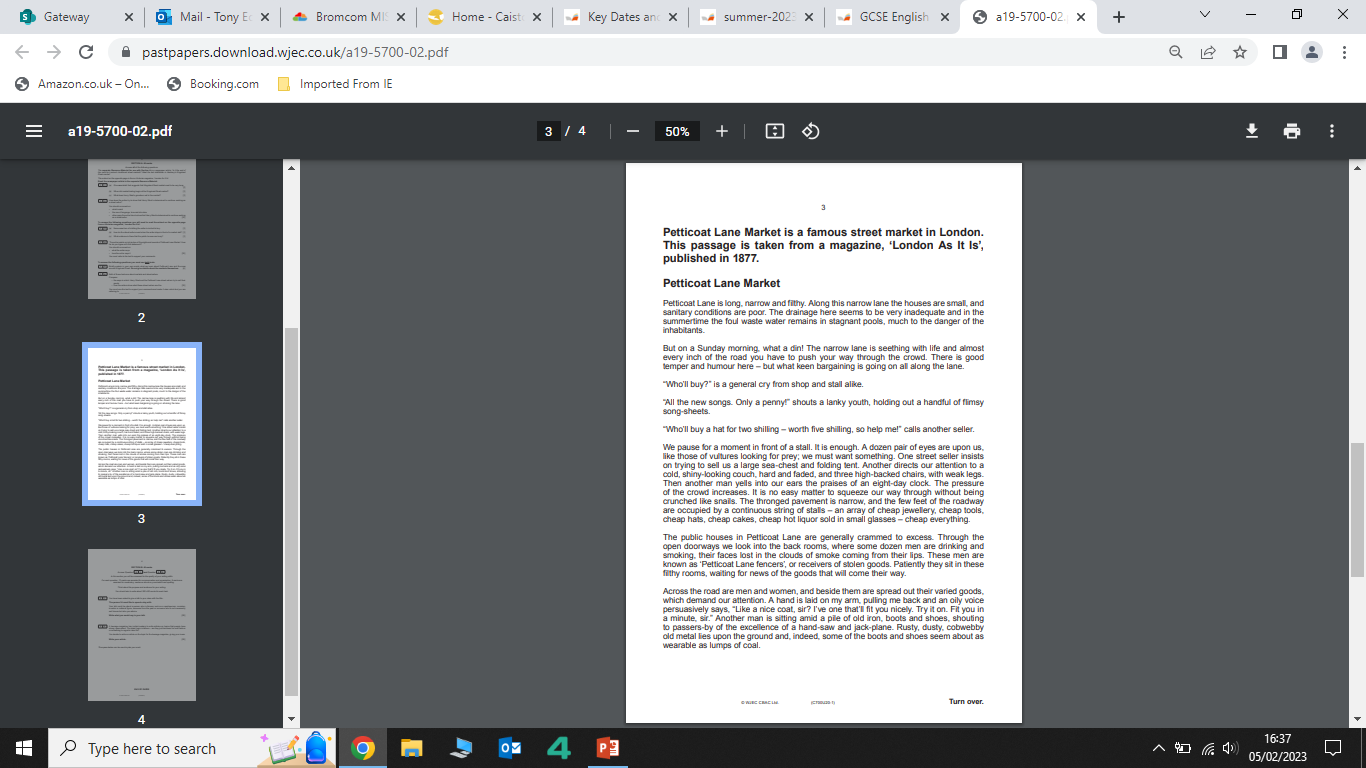 Gateway
Mail - Tony E
Bromcom MI
Home - Caist
Key Dates an
summer-202
GCSE English
a19-5700-02.
pastpapers.download.wjec.co.uk/a19-5700-02.pdf
Amazon.co.uk – On...
Booking.com
Imported From IE
a19-5700-02.pdf
3 / 4
50%
2
3
4
3
Petticoat Lane Market is a famous street market in London.
This passage is taken from a magazine, ‘London As It Is’,
published in 1877.
Petticoat Lane Market
Petticoat Lane is long, narrow and filthy. Along this narrow lane the houses are small, and
sanitary conditions are poor. The drainage here seems to be very inadequate and in the
summertime the foul waste water remains in stagnant pools, much to the danger of the
inhabitants.
But on a Sunday morning, what a din! The narrow lane is seething with life and almost
every inch of the road you have to push your way through the crowd. There is good
temper and humour here – but what keen bargaining is going on all along the lane.
“Who’ll buy?” is a general cry from shop and stall alike.
“All the new songs. Only a penny!” shouts a lanky youth, holding out a handful of flimsy
song-sheets.
“Who’ll buy a hat for two shilling – worth five shilling, so help me!” calls another seller.
We pause for a moment in front of a stall. It is enough. A dozen pair of eyes are upon us,
like those of vultures looking for prey; we must want something. One street seller insists
on trying to sell us a large sea-chest and folding tent. Another directs our attention to a
cold, shiny-looking couch, hard and faded, and three high-backed chairs, with weak legs.
Then another man yells into our ears the praises of an eight-day clock. The pressure
of the crowd increases. It is no easy matter to squeeze our way through without being
crunched like snails. The thronged pavement is narrow, and the few feet of the roadway
are occupied by a continuous string of stalls – an array of cheap jewellery, cheap tools,
cheap hats, cheap cakes, cheap hot liquor sold in small glasses – cheap everything.
The public houses in Petticoat Lane are generally crammed to excess. Through the
open doorways we look into the back rooms, where some dozen men are drinking and
smoking, their faces lost in the clouds of smoke coming from their lips. These men are
known as ‘Petticoat Lane fencers’, or receivers of stolen goods. Patiently they sit in these
filthy rooms, waiting for news of the goods that will come their way.
Across the road are men and women, and beside them are spread out their varied goods,
which demand our attention. A hand is laid on my arm, pulling me back and an oily voice
persuasively says, “Like a nice coat, sir? I’ve one that’ll fit you nicely. Try it on. Fit you in
a minute, sir.” Another man is sitting amid a pile of old iron, boots and shoes, shouting
to passers-by of the excellence of a hand-saw and jack-plane. Rusty, dusty, cobwebby
old metal lies upon the ground and, indeed, some of the boots and shoes seem about as
wearable as lumps of coal.
© WJEC CBAC Ltd.
Turn over.
Type here to search
16:37
05/02/2023